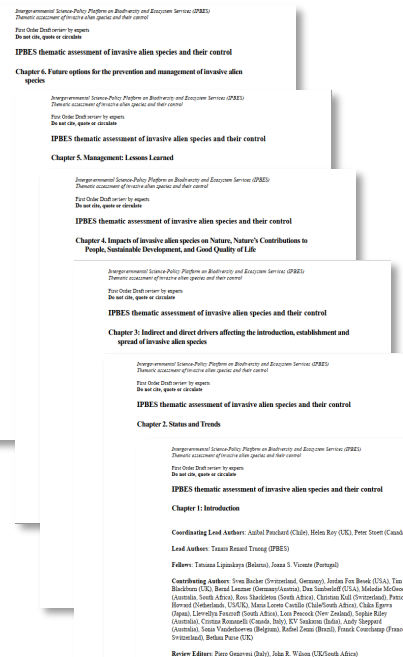 Intergovernmental Science-Policy Platform on Biodiversity and Ecosystem Services (IPBES)
Thematic assessment of invasive alien species and their control
First Order Draft review by experts
Do not cite, quote or circulate
IPBES thematic assessment of invasive alien species and their control
Chapter 6. Future options for the prevention and management of invasive alien
species
Intergovernmental Science-Policy Platform on Biodiversity and Ecosystem Services (IPBES)
Thematic assessment of invasive alien species and their control
First Order Draft review by experts
Do not cite, quote or circulate
IPBES thematic assessment of invasive alien species and their control
Chapter 5. Management: Lessons Learned
Intergovernmental Science-Policy Platform on Biodiversity and Ecosystem Services (IPBES)
Thematic assessment of invasive alien species and their control
First Order Draft review by experts
Do not cite, quote or circulate
IPBES thematic assessment of invasive alien species and their control
Chapter 4. Impacts of invasive alien species on Nature, Nature's Contributions to
People, Sustainable Development, and Good Quality of Life
Intergovernmental Science-Policy Platform on Biodiversity and Ecosystem Services (IPBES)
Thematic assessment of invasive alien species and their control
First Order Draft review by experts
Do not cite, quote or circulate
IPBES thematic assessment of invasive alien species and their control
Chapter 3: Indirect and direct drivers affecting the introduction, establishment and
spread of invasive alien species
Intergovernmental Science-Policy Platform on Biodiversity and Ecosystem Services (IPBES)
Thematic assessment of invasive alien species and their control
First Order Draft review by experts
Do not cite, quote or circulate
IPBES thematic assessment of invasive alien species and their control
Chapter 2. Status and Trends
Intergovernmental Science-Policy Platform on Biodiversity and Ecosystem Services (IPBES)
Thematic assessment of invasive alien species and their control
First Order Draft review by experts
Do not cite, quote or circulate
IPBES thematic assessment of invasive alien species and their control
Chapter 1: Introduction
Coordinating Lead Authors: Aníbal Pauchard (Chile), Helen Roy (UK), Peter Stoett (Canad
Lead Authors: Tanara Renard Truong (IPBES)
Fellows: Tatsiana Lipinskaya (Belarus), Joana S. Vicente (Portugal)
Contributing Authors: Sven Bacher (Switzerland, Germany), Jordan Fox Besek (USA), Tim
Blackburn (UK), Bernd Lenzner (Germany/Austria), Dan Simberloff (USA), Melodie McGeo
(Australia, South Africa), Ross Shackleton (South Africa), Christian Kull (Switzerland), Patric
Howard (Netherlands, US/UK), Maria Loreto Castillo (Chile/South Africa), Chika Egawa
(Japan), Llewellyn Foxcroft (South Africa), Lora Peacock (New Zealand), Sophie Riley
(Australia), Cristina Romanelli (Canada, Italy), KV Sankaran (India), Andy Sheppard
(Australia), Sonia Vanderhoeven (Belgium), Rafael Zenni (Brazil), Franck Courchamp (Franc
Switzerland), Bethan Purse (UK)
Review Editors: Piero Genovesi (Italy), John R. Wilson (UK/South Africa)